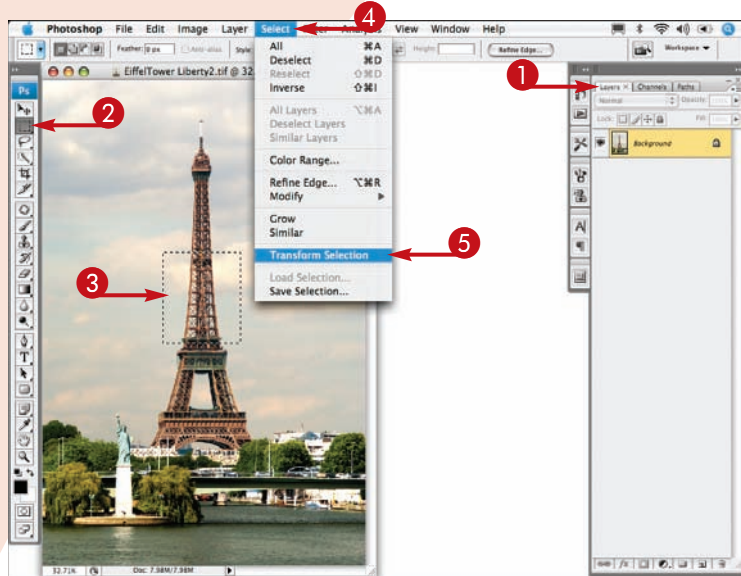 4
Photoshop File Edit Image Layer Select View Window Help
Feather: 0 px Anti-alias Style: Height: Refine Edge... Workspace
1
EiffelTower Liberty2.tif @ 32.
All ⌘A
Deselect ⌘D
Reselect ⇧⌘D
Inverse ⇧⌘I
All Layers ⌥⌘A
Deselect Layers
Similar Layers
Color Range...
Refine Edge... ⌥⌘R
Modify
Grow
Similar
Transform Selection
Load Selection...
Save Selection...
5
Ps
2
3
T
Layers × Channels Paths
Normal Opacity:
Lock: Fill:
Background
A
¶
32.71% Doc: 7.98M/7.98M
fx